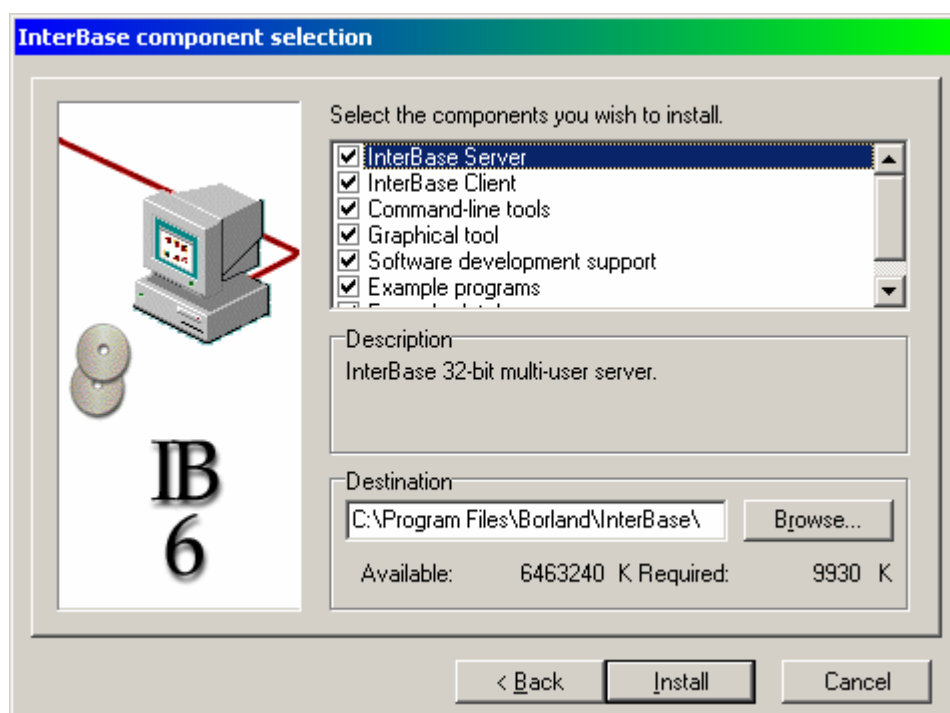 InterBase component selection
Select the components you wish to install.
InterBase Server
InterBase Client
Command-line tools
Graphical tool
Software development support
Example programs
Description
InterBase 32-bit multi-user server.
IB
6
Destination
C:\Program Files\Borland\InterBase\
Browse...
Available: 6463240 K Required: 9930 K
< Back
Install
Cancel